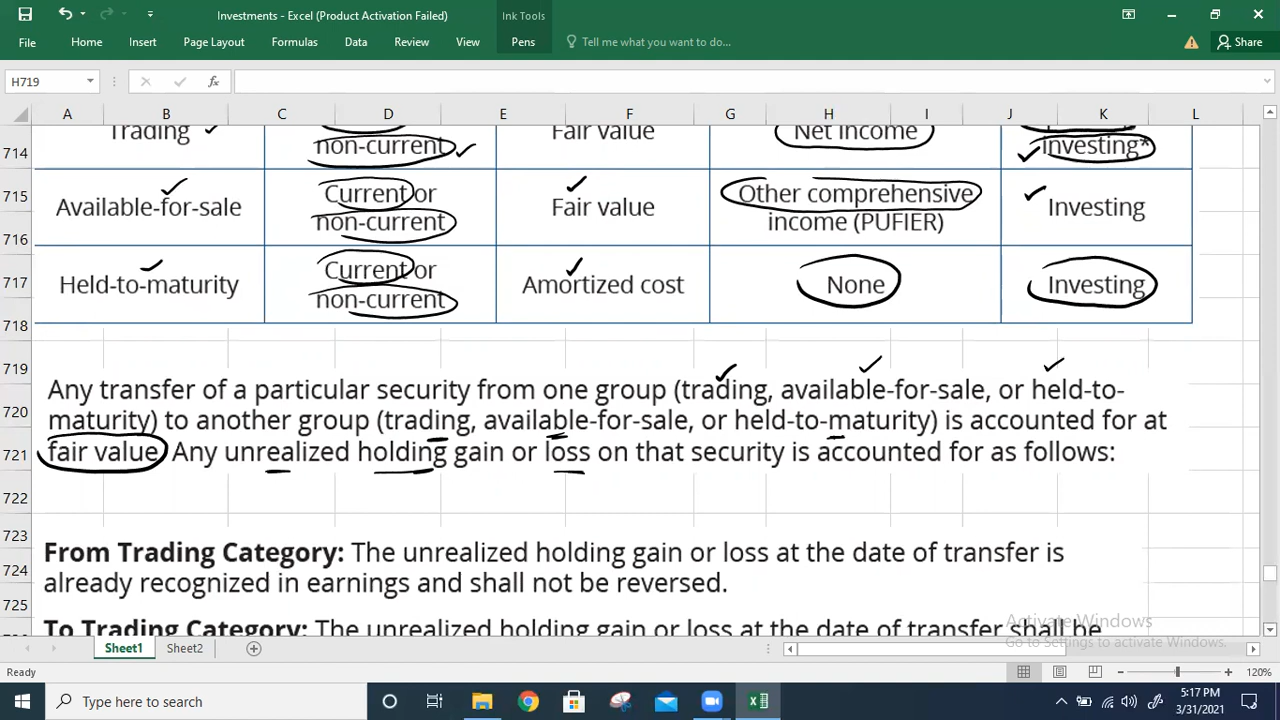 Investments - Excel (Product Activation Failed)
Ink Tools
File Home Insert Page Layout Formulas Data Review View Pens Tell me what you want to do... Share
H719
A B C D E F G H I J K L
714 715 716 717 718 719 720 721 722 723 724 725
Trading non-current Fair value Net Income investing*
Available-for-sale Current or non-current Fair value Other comprehensive income (PUFIER) Investing
Held-to-maturity Current or non-current Amortized cost None Investing
Any transfer of a particular security from one group (trading, available-for-sale, or held-to-
maturity) to another group (trading, available-for-sale, or held-to-maturity) is accounted for at
fair value. Any unrealized holding gain or loss on that security is accounted for as follows:
From Trading Category: The unrealized holding gain or loss at the date of transfer is
already recognized in earnings and shall not be reversed.
To Trading Category: The unrealized holding gain or loss at the date of transfer shall be
Activate Windows
Go to Settings to activate Windows.
Sheet1 Sheet2
Ready
120%
Type here to search
5:17 PM
3/31/2021